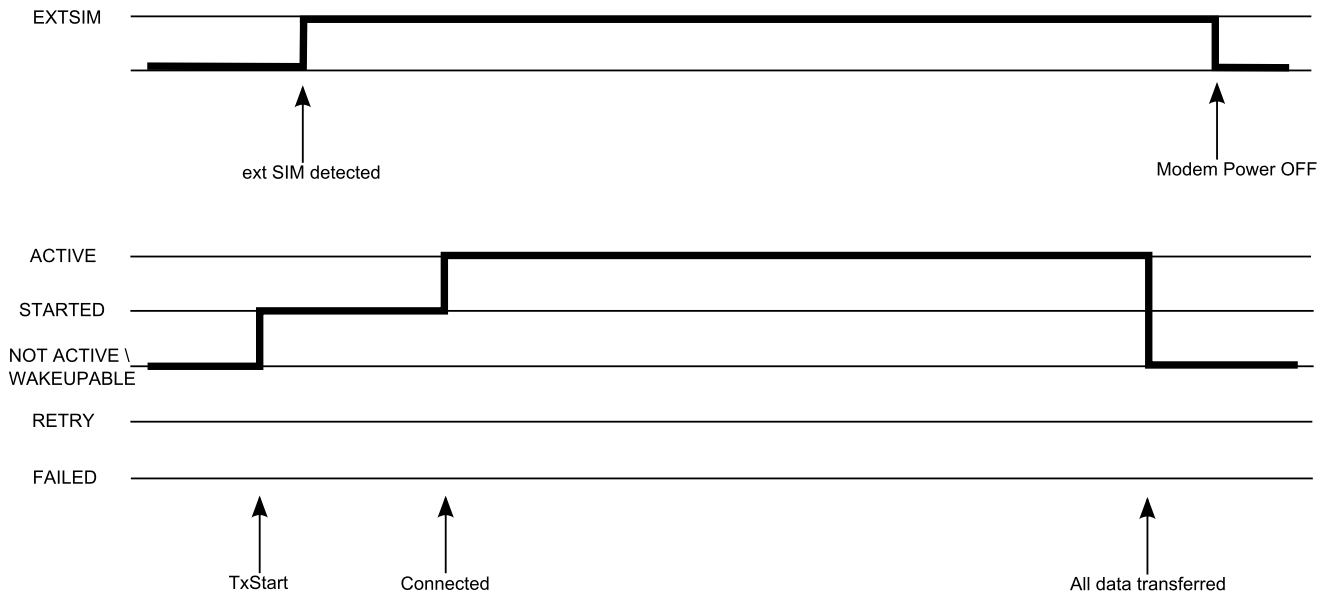 EXTSIM
ext SIM detected
Modem Power OFF
ACTIVE
STARTED
NOT ACTIVE \
WAKEUPABLE
RETRY
FAILED
TxStart
Connected
All data transferred